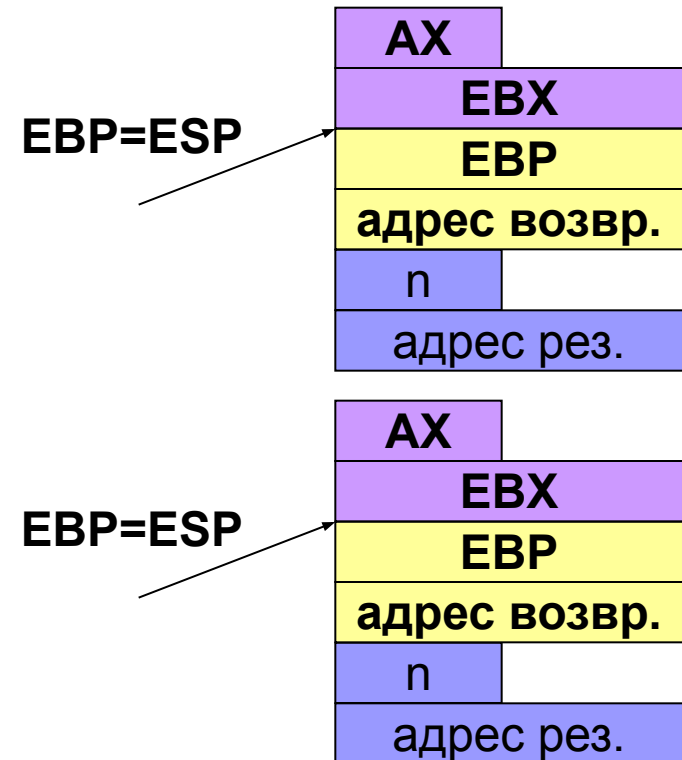 AX
EBX
EBP=ESP
EBP
адрес возвр.
n
адрес рез.
AX
EBX
EBP=ESP
EBP
адрес возвр.
n
адрес рез.